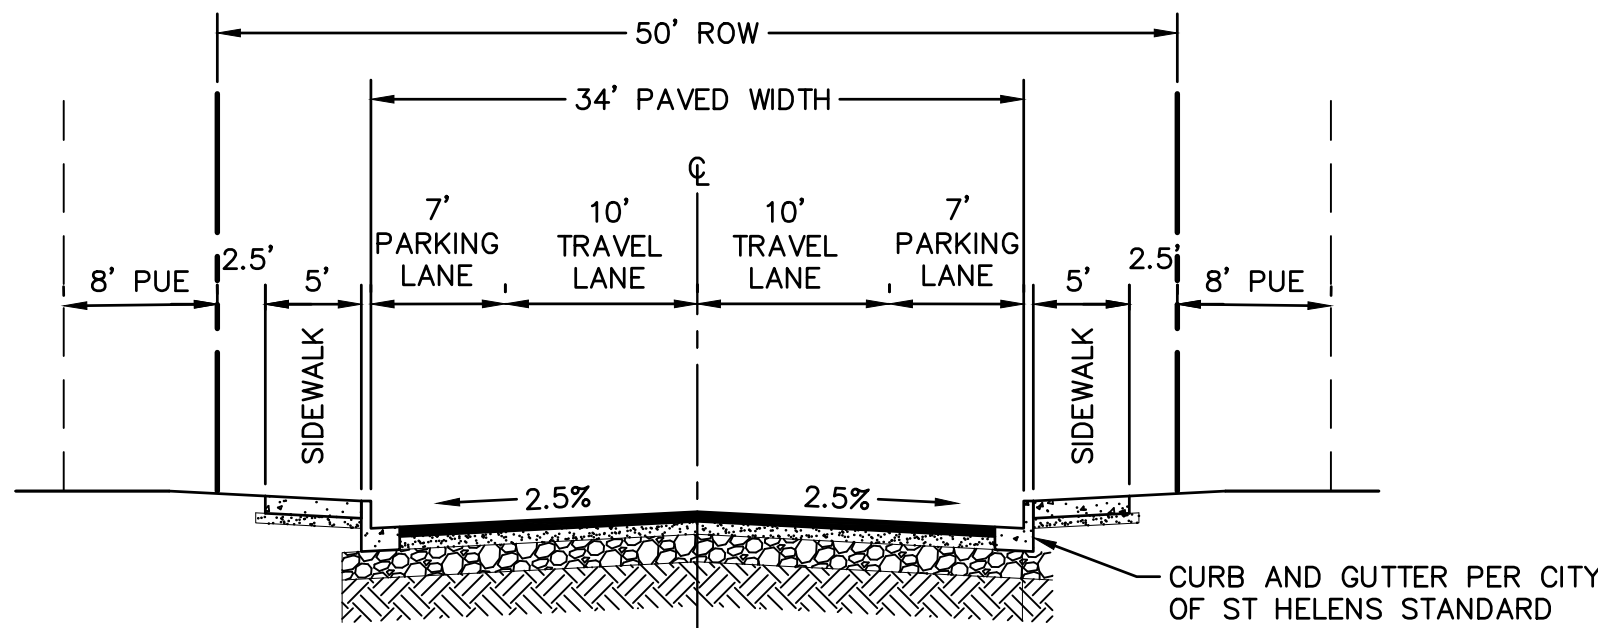 50' ROW
34' PAVED WIDTH
℄
7'
PARKING
LANE
10'
TRAVEL
LANE
10'
TRAVEL
LANE
7'
PARKING
LANE
8' PUE
2.5'
5'
2.5'
5'
8' PUE
SIDEWALK
SIDEWALK
2.5%
2.5%
CURB AND GUTTER PER CITY
OF ST HELENS STANDARD